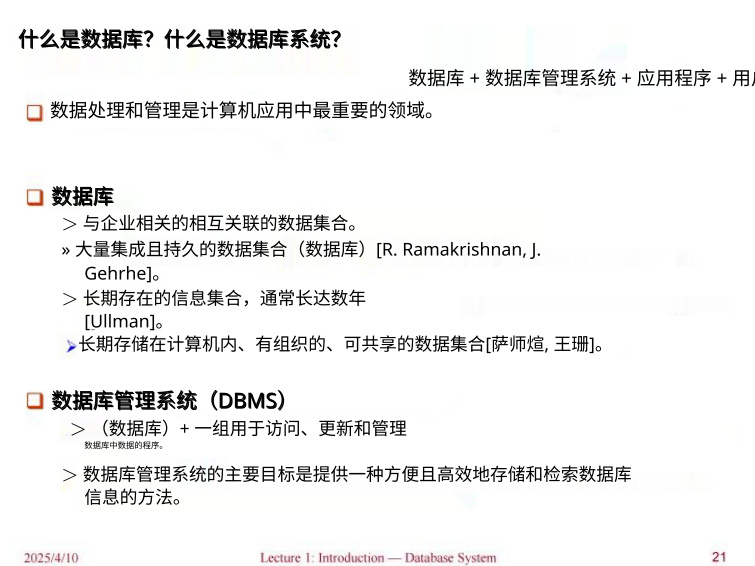 什么是数据库？什么是数据库系统？
数据库 + 数据库管理系统 + 应用程序 + 用
数据处理和管理是计算机应用中最重要的领域。
数据库
＞ 与企业相关的相互关联的数据集合。
» 大量集成且持久的数据集合（数据库）[R. Ramakrishnan, J.
Gehrhe]。
＞ 长期存在的信息集合，通常长达数年
[Ullman]。
➢长期存储在计算机内、有组织的、可共享的数据集合[萨师煊, 王珊]。
数据库管理系统（DBMS）
＞ （数据库）+ 一组用于访问、更新和管理
数据库中数据的程序。
＞ 数据库管理系统的主要目标是提供一种方便且高效地存储和检索数据库
信息的方法。
2025/4/10 Lecture 1: Introduction — Database System 21